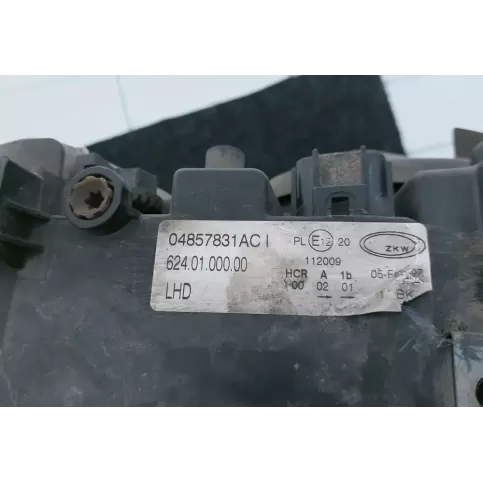 04857831AC I
624.01.000.00
LHD
PL E12 20
112009
HCR A 1b
00 02 01
→ →
ZKW